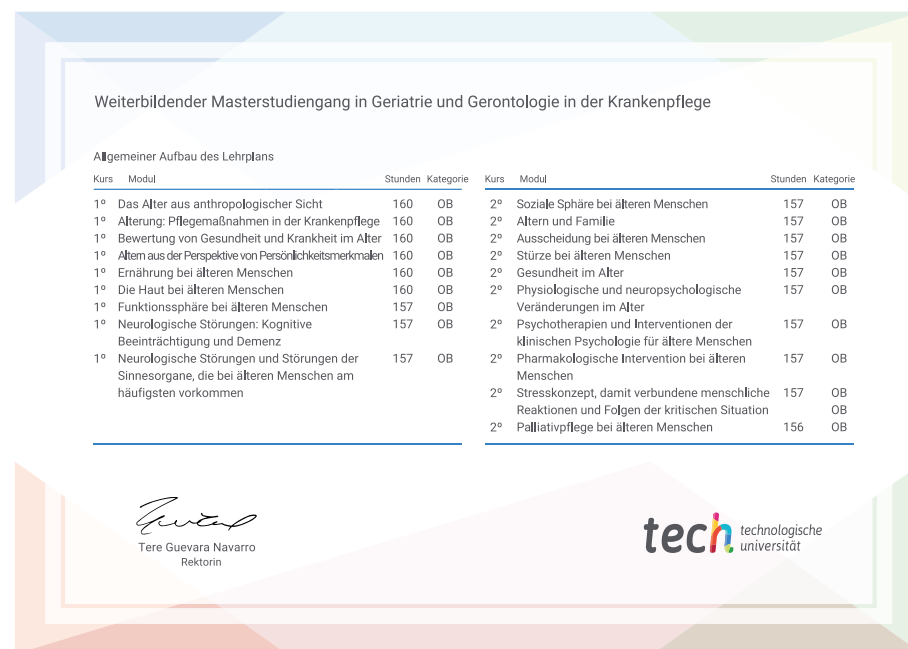 Weiterbildender Masterstudiengang in Geriatrie und Gerontologie in der Krankenpflege
Allgemeiner Aufbau des Lehrplans
Kurs Modul Stunden Kategorie
1º Das Alter aus anthropologischer Sicht 160 OB
1º Alterung: Pflegemaßnahmen in der Krankenpflege 160 OB
1º Bewertung von Gesundheit und Krankheit im Alter 160 OB
1º Altern aus der Perspektive von Persönlichkeitsmerkmalen 160 OB
1º Ernährung bei älteren Menschen 160 OB
1º Die Haut bei älteren Menschen 160 OB
1º Funktionssphäre bei älteren Menschen 157 OB
1º Neurologische Störungen: Kognitive 157 OB
Beeinträchtigung und Demenz
1º Neurologische Störungen und Störungen der 157 OB
Sinnesorgane, die bei älteren Menschen am
häufigsten vorkommen
Kurs Modul Stunden Kategorie
2º Soziale Sphäre bei älteren Menschen 157 OB
2º Altern und Familie 157 OB
2º Ausscheidung bei älteren Menschen 157 OB
2º Stürze bei älteren Menschen 157 OB
2º Gesundheit im Alter 157 OB
2º Physiologische und neuropsychologische 157 OB
Veränderungen im Alter
2º Psychotherapien und Interventionen der 157 OB
klinischen Psychologie für ältere Menschen
2º Pharmakologische Intervention bei älteren 157 OB
Menschen
2º Stresskonzept, damit verbundene menschliche 157 OB
Reaktionen und Folgen der kritischen Situation OB
2º Palliativpflege bei älteren Menschen 156 OB
Tere Guevara Navarro
Rektorin
tech technologische
universität